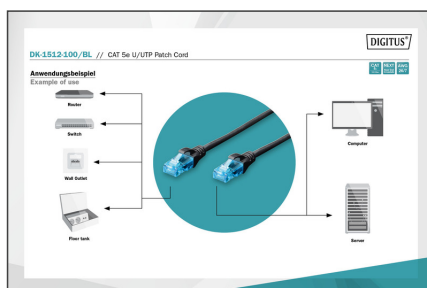 DIGITUS®
DK-1512-100/BL // CAT 5e U/UTP Patch Cord
Anwendungsbeispiel
Example of use
Router
Switch
Wall Outlet
Floor tank
Computer
Server